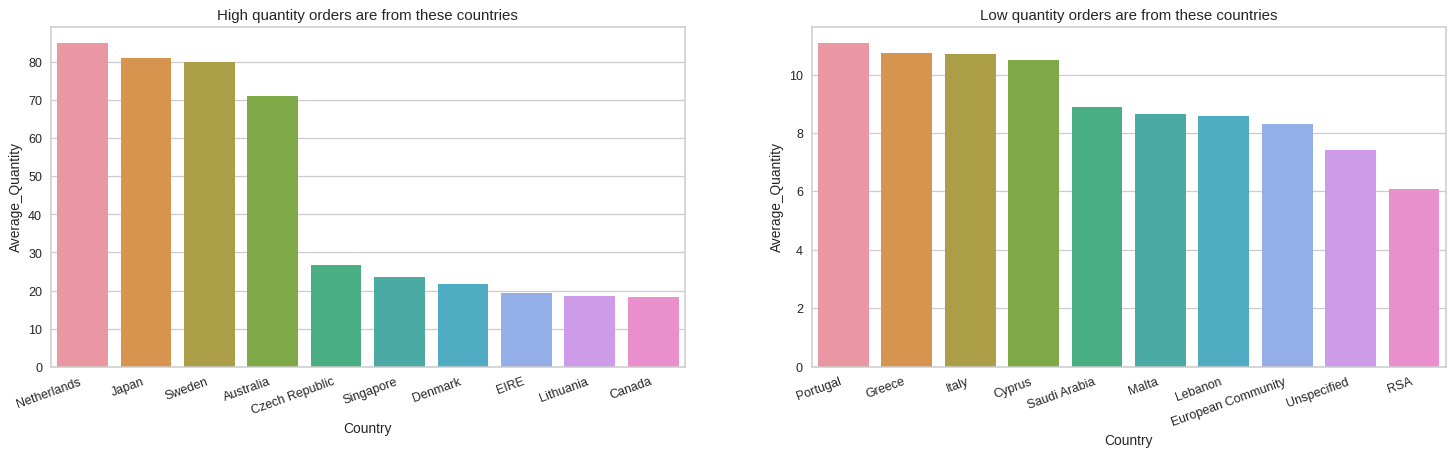 High quantity orders are from these countries
80
70
60
50
40
30
20
10
0
Average_Quantity
Netherlands
Japan
Sweden
Australia
Czech Republic
Singapore
Denmark
EIRE
Lithuania
Canada
Country
Low quantity orders are from these countries
10
8
6
4
2
0
Average_Quantity
Portugal
Greece
Italy
Cyprus
Saudi Arabia
Malta
Lebanon
European Community
Unspecified
RSA
Country